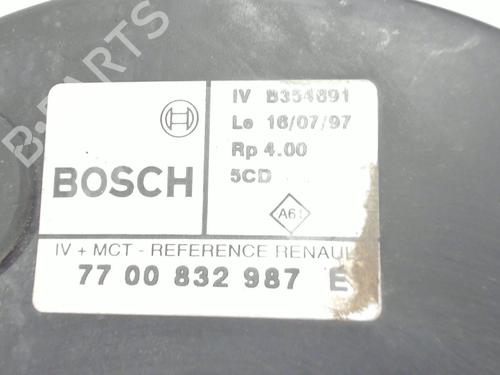 BOSCH
IV B354691
Le 16/07/97
Rp 4.00
5CD
A61
IV + MCT - REFERENCE RENAULT
77 00 832 987 E
B-PARTS